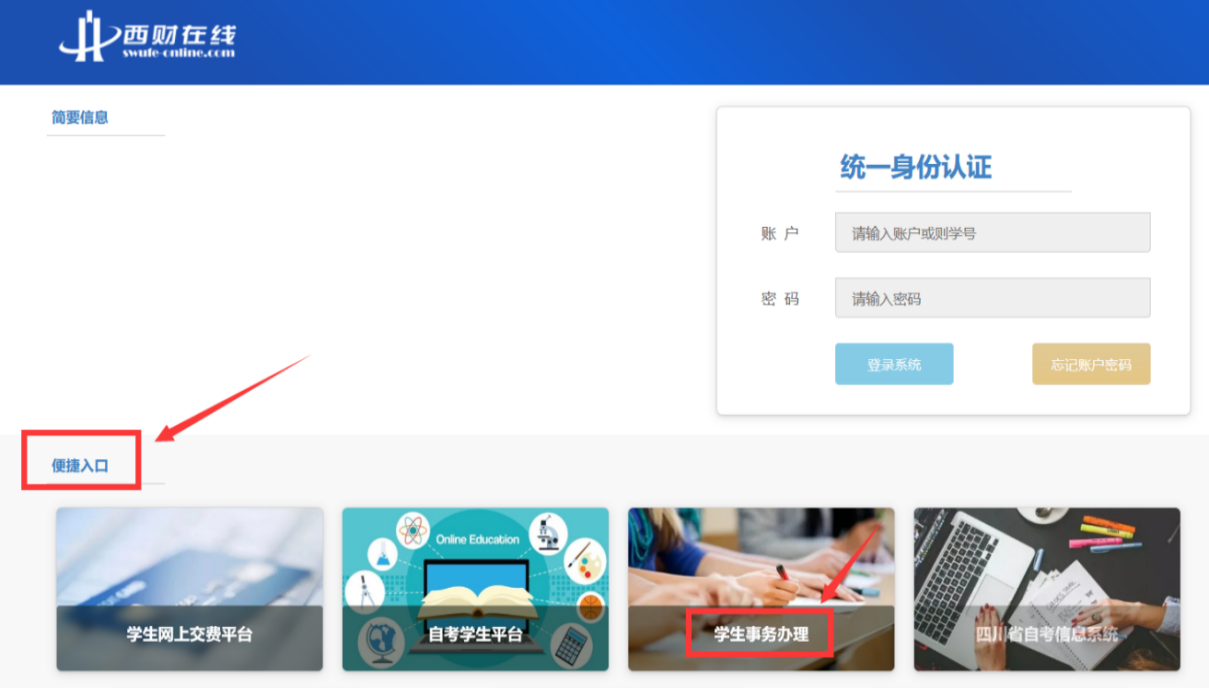 西财在线
swufe-online.com
简要信息
统一身份认证
账 户
请输入账户或则学号
密 码
请输入密码
登录系统
忘记账户密码
便捷入口
Online Education
学生网上交费平台
自考学生平台
学生事务办理
四川省自考信息系统